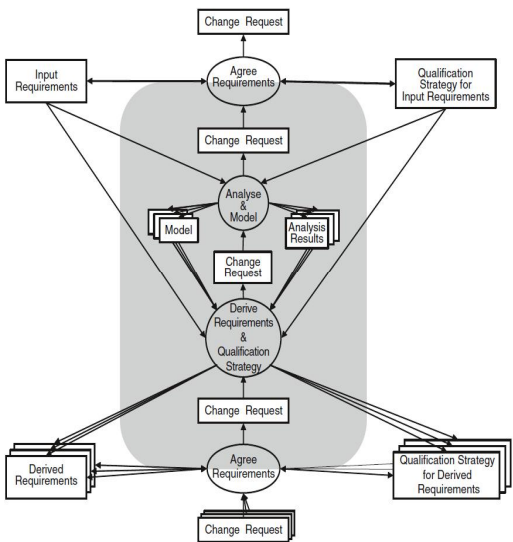 Change Request
Agree
Requirements
Input
Requirements
Qualification
Strategy for
Input Requirements
Change Request
Analyse
&
Model
Model
Analysis
Results
Change
Request
Derive
Requirements
&
Qualification
Strategy
Change Request
Agree
Requirements
Derived
Requirements
Qualification Strategy
for Derived
Requirements
Change Request